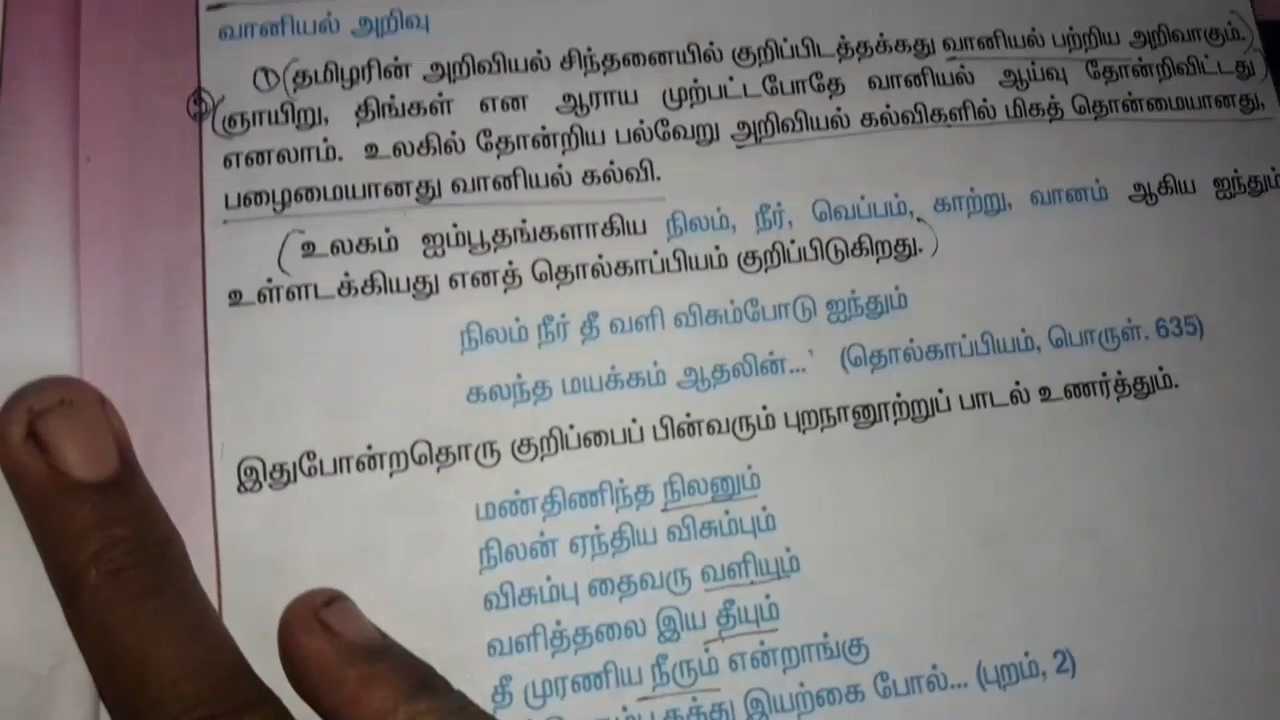 வானியல் அறிவு
① (தமிழரின் அறிவியல் சிந்தனையில் குறிப்பிடத்தக்கது வானியல் பற்றிய அறிவாகும்.)
(ஞாயிறு, திங்கள் என ஆராய முற்பட்டபோதே வானியல் ஆய்வு தோன்றிவிட்டது)
எனலாம். உலகில் தோன்றிய பல்வேறு அறிவியல் கல்விகளில் மிகத் தொன்மையானது,
பழைமையானது வானியல் கல்வி.
(உலகம் ஐம்பூதங்களாகிய நிலம், நீர், வெப்பம், காற்று, வானம் ஆகிய ஐந்தும்
உள்ளடக்கியது எனத் தொல்காப்பியம் குறிப்பிடுகிறது.)
நிலம் நீர் தீ வளி விசும்போடு ஐந்தும்
கலந்த மயக்கம் ஆதலின்... (தொல்காப்பியம், பொருள். 635)
இதுபோன்றதொரு குறிப்பைப் பின்வரும் புறநானூற்றுப் பாடல் உணர்த்தும்.
மண்திணிந்த நிலனும்
நிலன் ஏந்திய விசும்பும்
விசும்பு தைவரு வளியும்
வளித்தலை இய தீயும்
தீ முரணிய நீரும் என்றாங்கு
இயற்கை போல்... (புறம், 2)